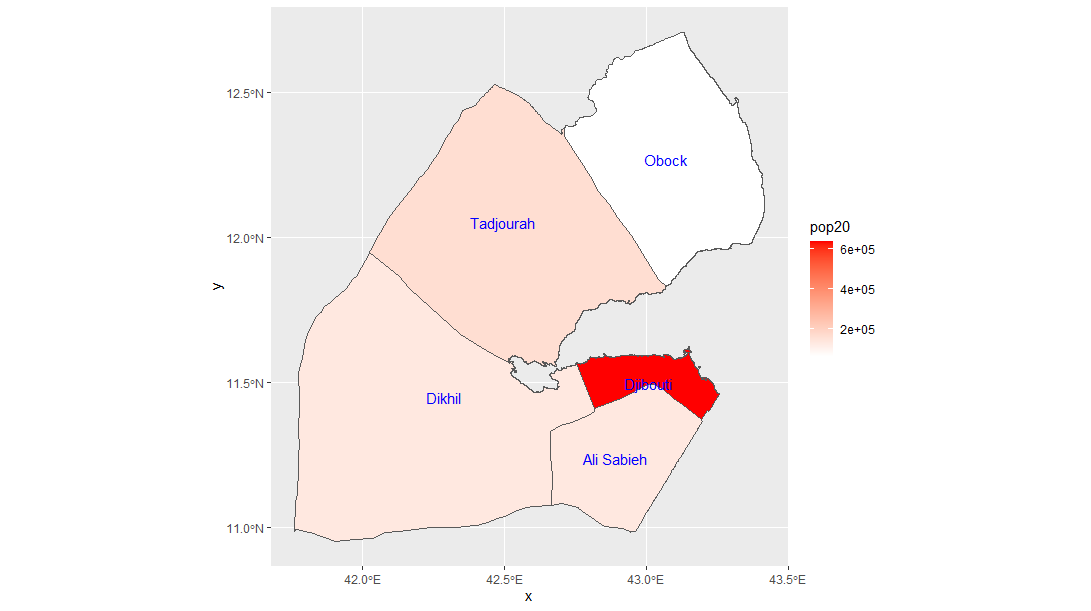 12.5°N
12.0°N
11.5°N
11.0°N
y
Obock
Tadjourah
Dikhil
Djibouti
Ali Sabieh
42.0°E
42.5°E
43.0°E
43.5°E
x
pop20
6e+05
4e+05
2e+05